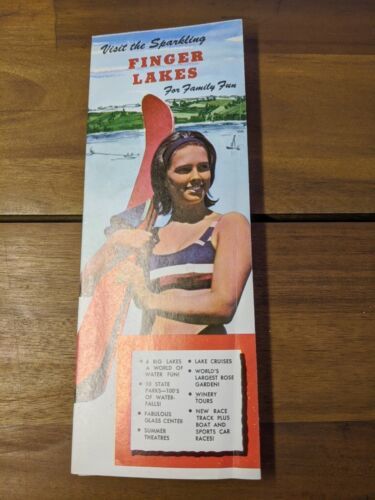 Visit the Sparkling
FINGER
LAKES
For Family Fun
• 6 BIG LAKES
A WORLD OF
WATER FUN!
• 10 STATE
PARKS—100'S
OF WATER-
FALLS!
• FABULOUS
GLASS CENTER
• SUMMER
THEATRES
• LAKE CRUISES
• WORLD'S
LARGEST ROSE
GARDEN!
• WINERY
TOURS
• NEW RACE
TRACK PLUS
BOAT AND
SPORTS CAR
RACES!